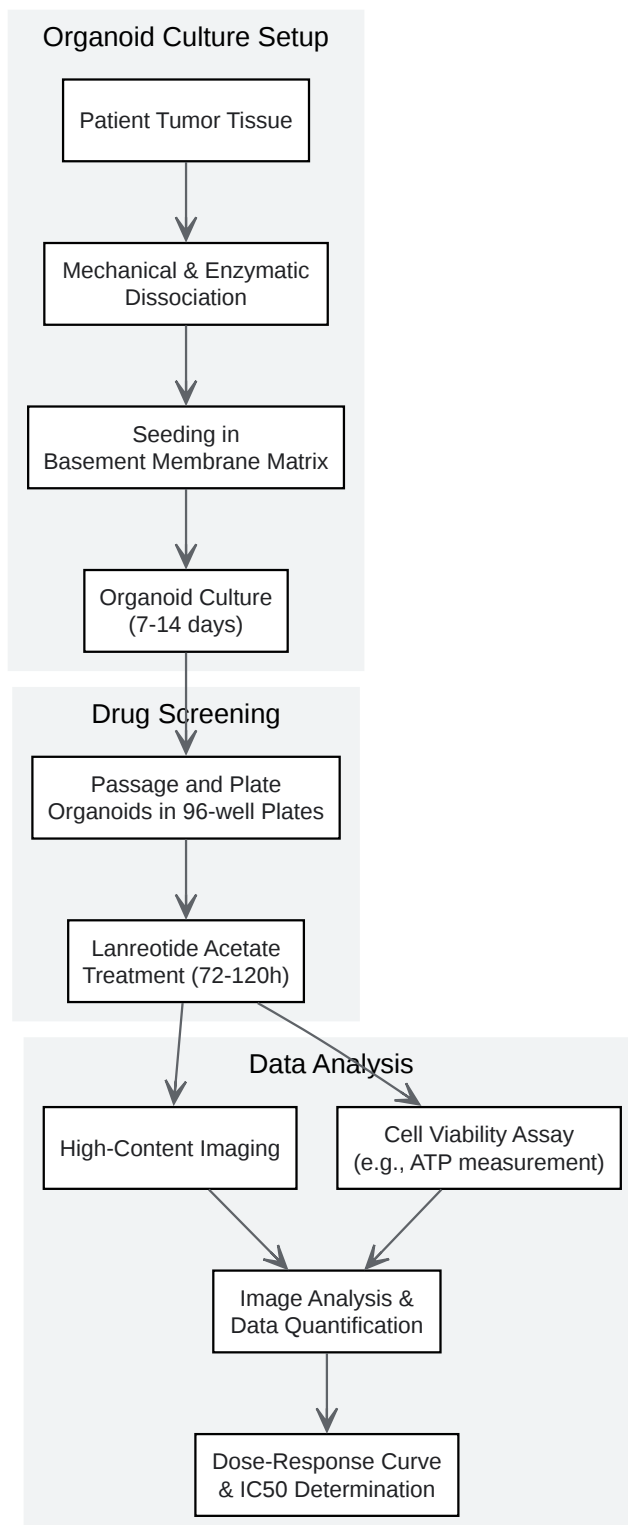 Organoid Culture Setup
Patient Tumor Tissue
Mechanical & Enzymatic
Dissociation
Seeding in
Basement Membrane Matrix
Organoid Culture
(7-14 days)
Drug Screening
Passage and Plate
Organoids in 96-well Plates
Lanreotide Acetate
Treatment (72-120h)
Data Analysis
High-Content Imaging
Cell Viability Assay
(e.g., ATP measurement)
Image Analysis &
Data Quantification
Dose-Response Curve
& IC50 Determination